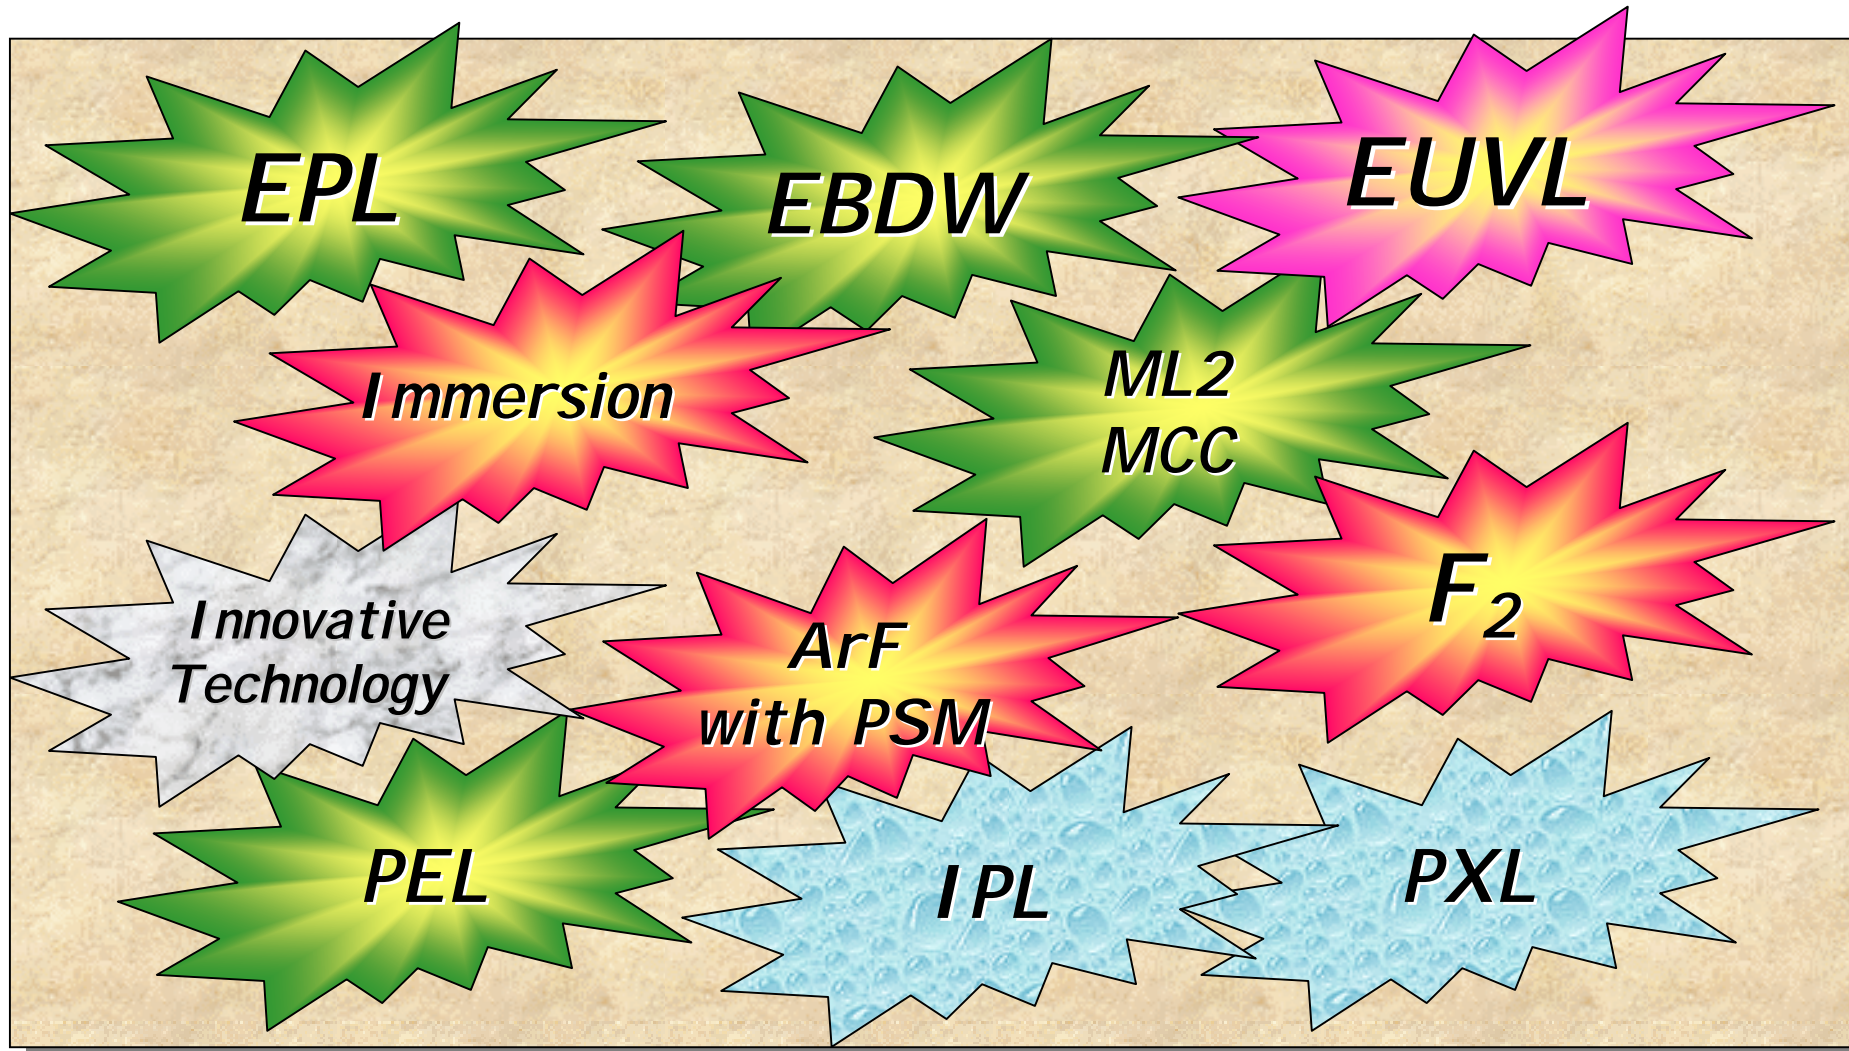 EPL
EBDW
EUVL
Immersion
ML2
MCC
Innovative
Technology
ArF
with PSM
F2
PEL
IPL
PXL